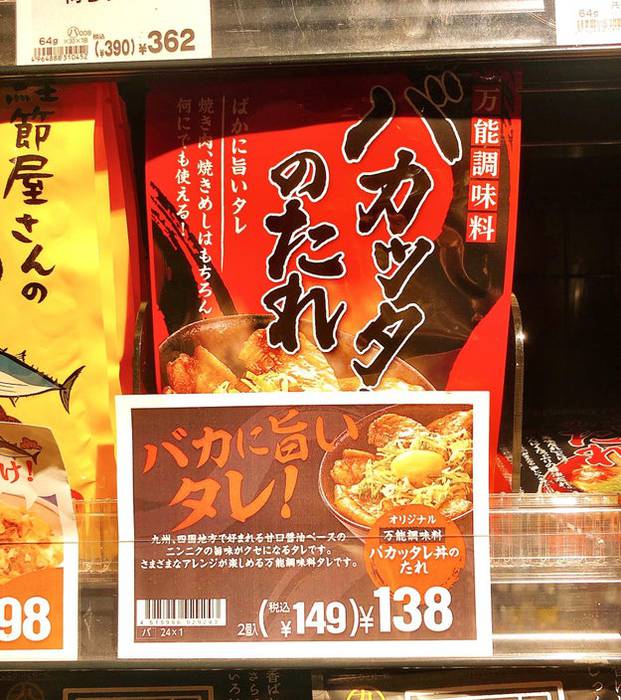 64g
(税込
¥390)
¥362
64g
節屋さんの
万能調味料
バカッタ
のたれ
ばかに旨いタレ
焼き肉、焼きめしはもちろん
何にでも使える!
け!
98
バカに旨い
タレ!
九州、四国地方で好まれる甘口醤油ベースの
ニンニクの旨味がクセになるタレです。
さまざまなアレンジが楽しめる万能調味料タレです。
オリジナル
万能調味料
バカッタレ丼の
たれ
バ 24×1
2個入
(税込
¥149)
¥138